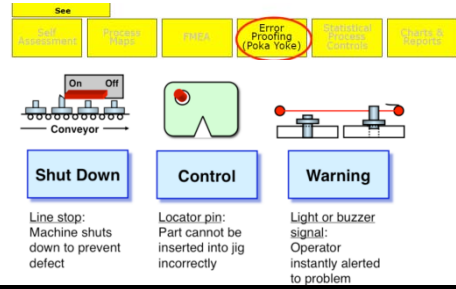 See
Self
Assessment
Process
Maps
FMEA
Error
Proofing
(Poka Yoke)
Statistical
Process
Controls
Charts &
Reports
On Off
Conveyor
Shut Down
Control
Warning
Line stop:
Machine shuts
down to prevent
defect
Locator pin:
Part cannot be
inserted into jig
incorrectly
Light or buzzer
signal:
Operator
instantly alerted
to problem